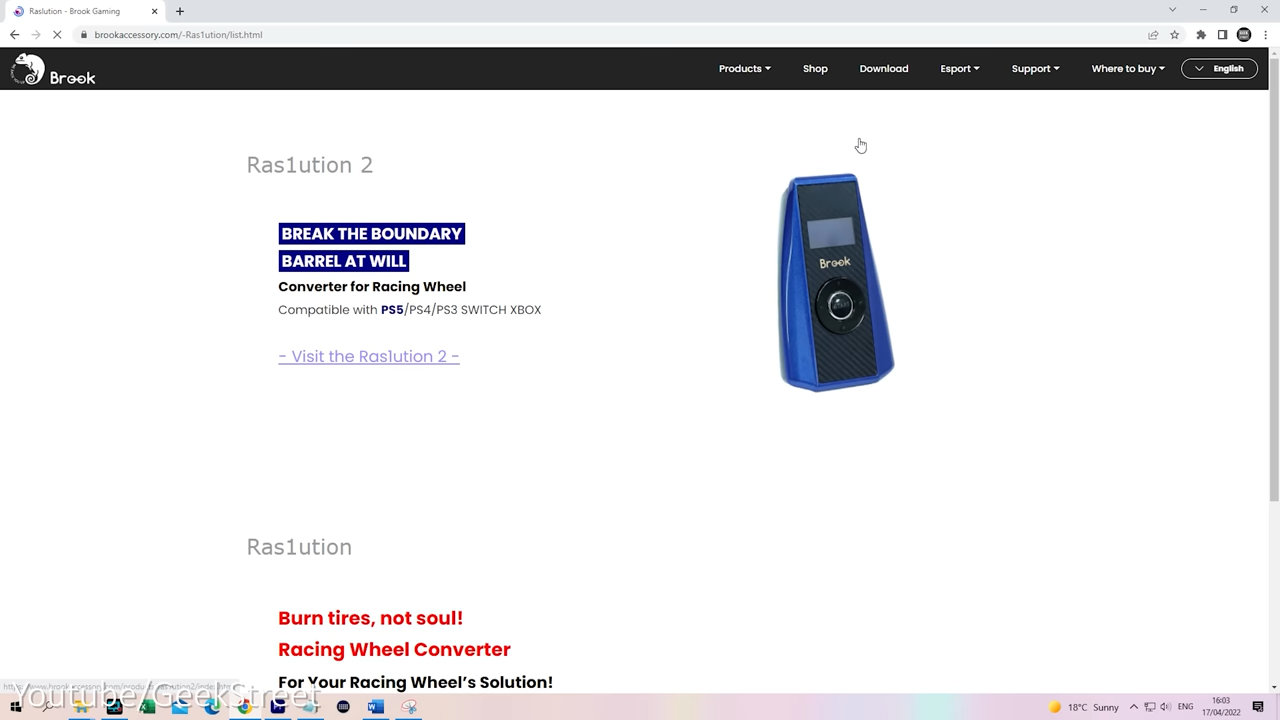 Ras1ution - Brook Gaming
brookaccessory.com/-Ras1ution/list.html
Brook
Products
Shop
Download
Esport
Support
Where to buy
English
Ras1ution 2
BREAK THE BOUNDARY
BARREL AT WILL
Converter for Racing Wheel
Compatible with PS5/PS4/PS3 SWITCH XBOX
- Visit the Ras1ution 2 -
Brook
Ras1ution
Burn tires, not soul!
Racing Wheel Converter
For Your Racing Wheel's Solution!
Youtube/GeekStreet
18°C Sunny
ENG
16:03
17/04/2022